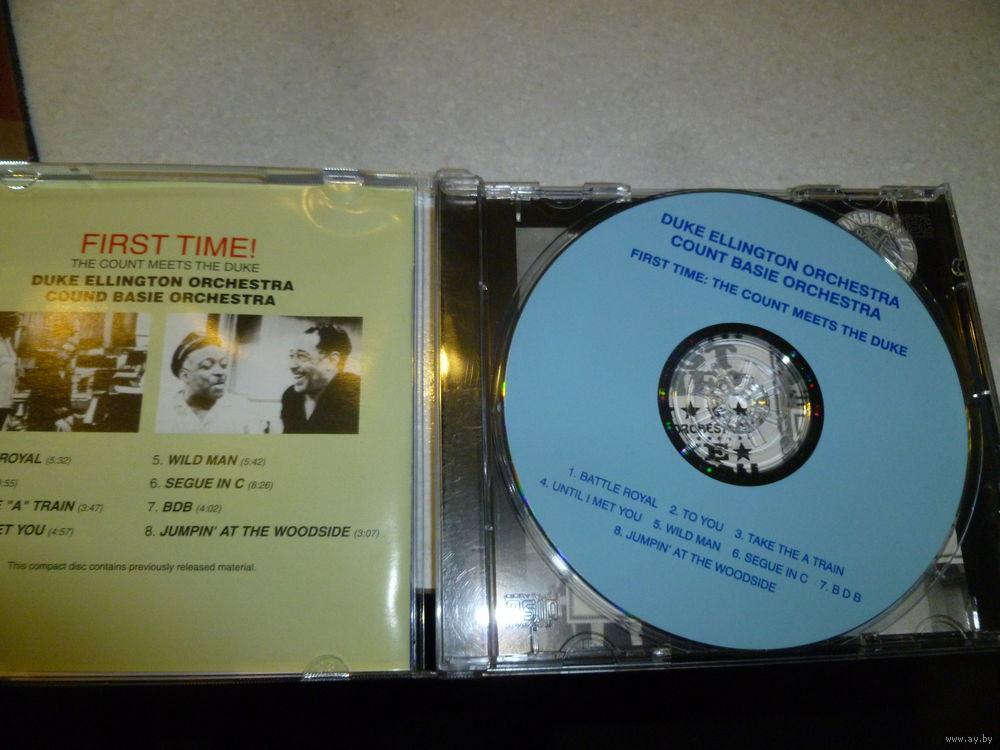 FIRST TIME!
THE COUNT MEETS THE DUKE
DUKE ELLINGTON ORCHESTRA
COUND BASIE ORCHESTRA
ROYAL (5:32)
:55)
"A" TRAIN (3:47)
ET YOU (4:57)
5. WILD MAN (5:42)
6. SEGUE IN C (8:26)
7. BDB (4:02)
8. JUMPIN' AT THE WOODSIDE (3:07)
This compact disc contains previously released material.
DUKE ELLINGTON ORCHESTRA
COUNT BASIE ORCHESTRA
FIRST TIME: THE COUNT MEETS THE DUKE
1. BATTLE ROYAL 2. TO YOU 3. TAKE THE A TRAIN
4. UNTIL I MET YOU 5. WILD MAN 6. SEGUE IN C 7. B D B
8. JUMPIN' AT THE WOODSIDE
www.ay.by